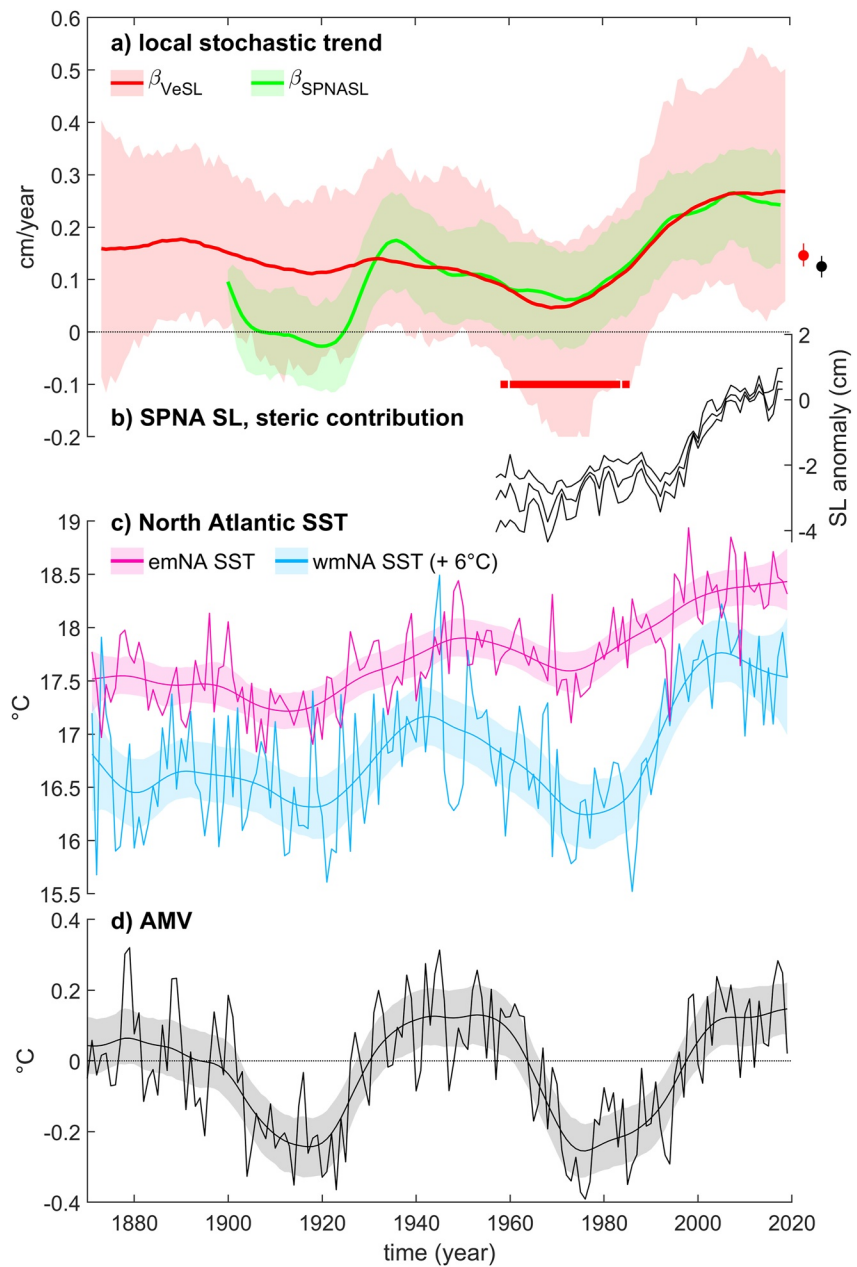 a) local stochastic trend
βVeSL
βSPNASL
cm/year
0.6
0.5
0.4
0.3
0.2
0.1
0
-0.1
-0.2
b) SPNA SL, steric contribution
2
0
-2
-4
SL anomaly (cm)
c) North Atlantic SST
emNA SST
wmNA SST (+ 6°C)
°C
19
18.5
18
17.5
17
16.5
16
15.5
d) AMV
°C
0.4
0.2
0
-0.2
-0.4
1880 1900 1920 1940 1960 1980 2000 2020
time (year)